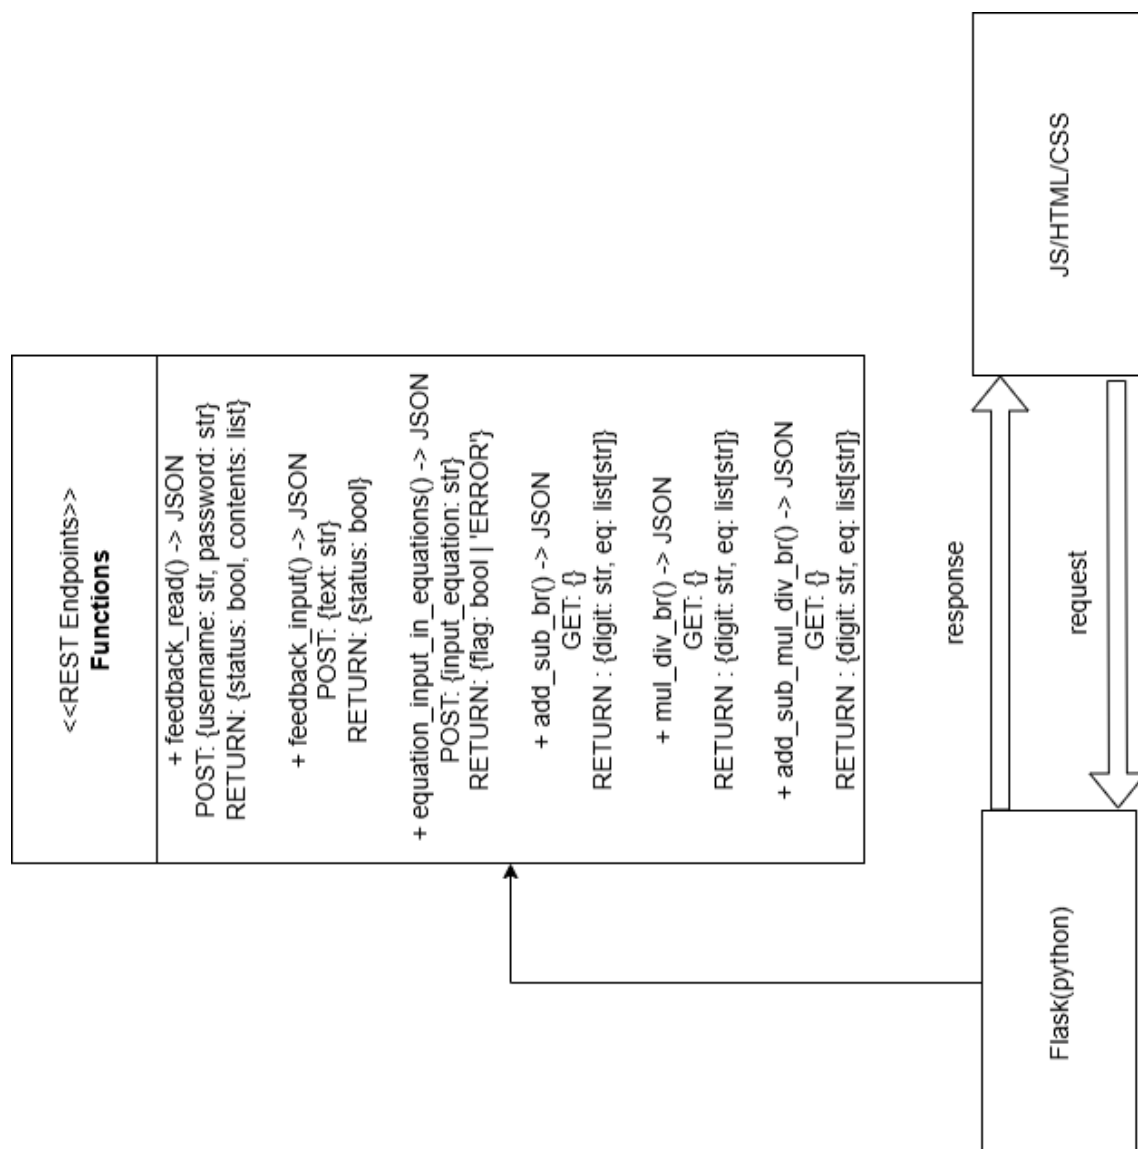 <<REST Endpoints>>
Functions
+ feedback_read() -> JSON
POST: {username: str, password: str}
RETURN: {status: bool, contents: list}
+ feedback_input() -> JSON
POST: {text: str}
RETURN: {status: bool}
+ equation_input_in_equations() -> JSON
POST: {input_equation: str}
RETURN: {flag: bool | 'ERROR'}
+ add_sub_br() -> JSON
GET: {}
RETURN : {digit: str, eq: list[str]}
+ mul_div_br() -> JSON
GET: {}
RETURN : {digit: str, eq: list[str]}
+ add_sub_mul_div_br() -> JSON
GET: {}
RETURN : {digit: str, eq: list[str]}
response
request
Flask(python)
JS/HTML/CSS